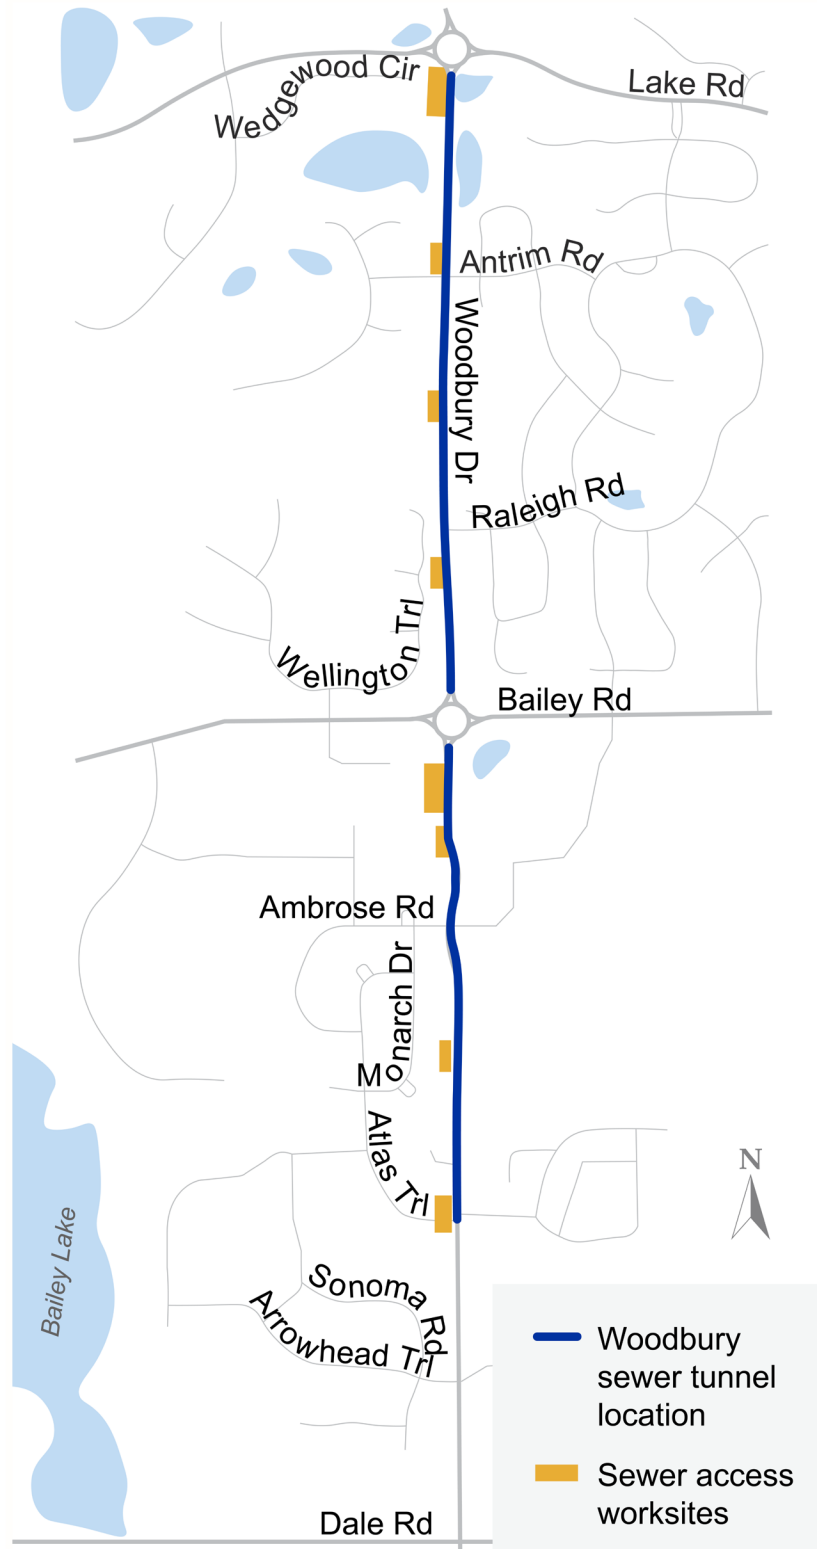 Wedgewood Cir
Lake Rd
Antrim Rd
Woodbury Dr
Raleigh Rd
Wellington Trl
Bailey Rd
Ambrose Rd
Monarch Dr
Atlas Trl
N
Bailey Lake
Sonoma Rd
Arrowhead Trl
Woodbury
sewer tunnel
location
Sewer access
worksites
Dale Rd